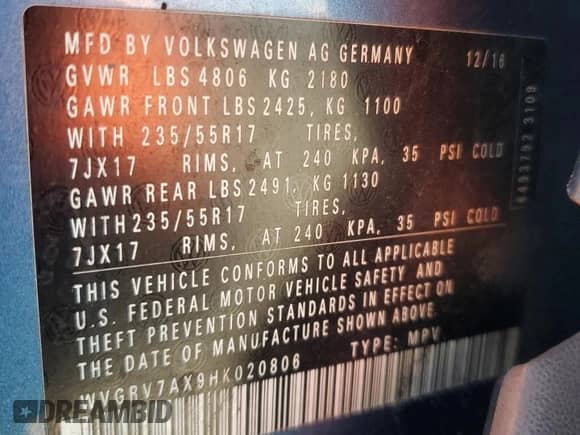 MFD BY VOLKSWAGEN AG GERMANY 12/16
GVWR LBS 4806 KG 2180
GAWR FRONT LBS 2425, KG 1100
WITH 235/55R17 TIRES,
7JX17 RIMS, AT 240 KPA, 35 PSI COLD
GAWR REAR LBS 2491, KG 1130
WITH 235/55R17 TIRES,
7JX17 RIMS, AT 240 KPA, 35 PSI COLD
THIS VEHICLE CONFORMS TO ALL APPLICABLE
U.S. FEDERAL MOTOR VEHICLE SAFETY AND
THEFT PREVENTION STANDARDS IN EFFECT ON
THE DATE OF MANUFACTURE SHOWN ABOVE.
WVGRV7AX9HK020806 TYPE: MPV
DREAMBID